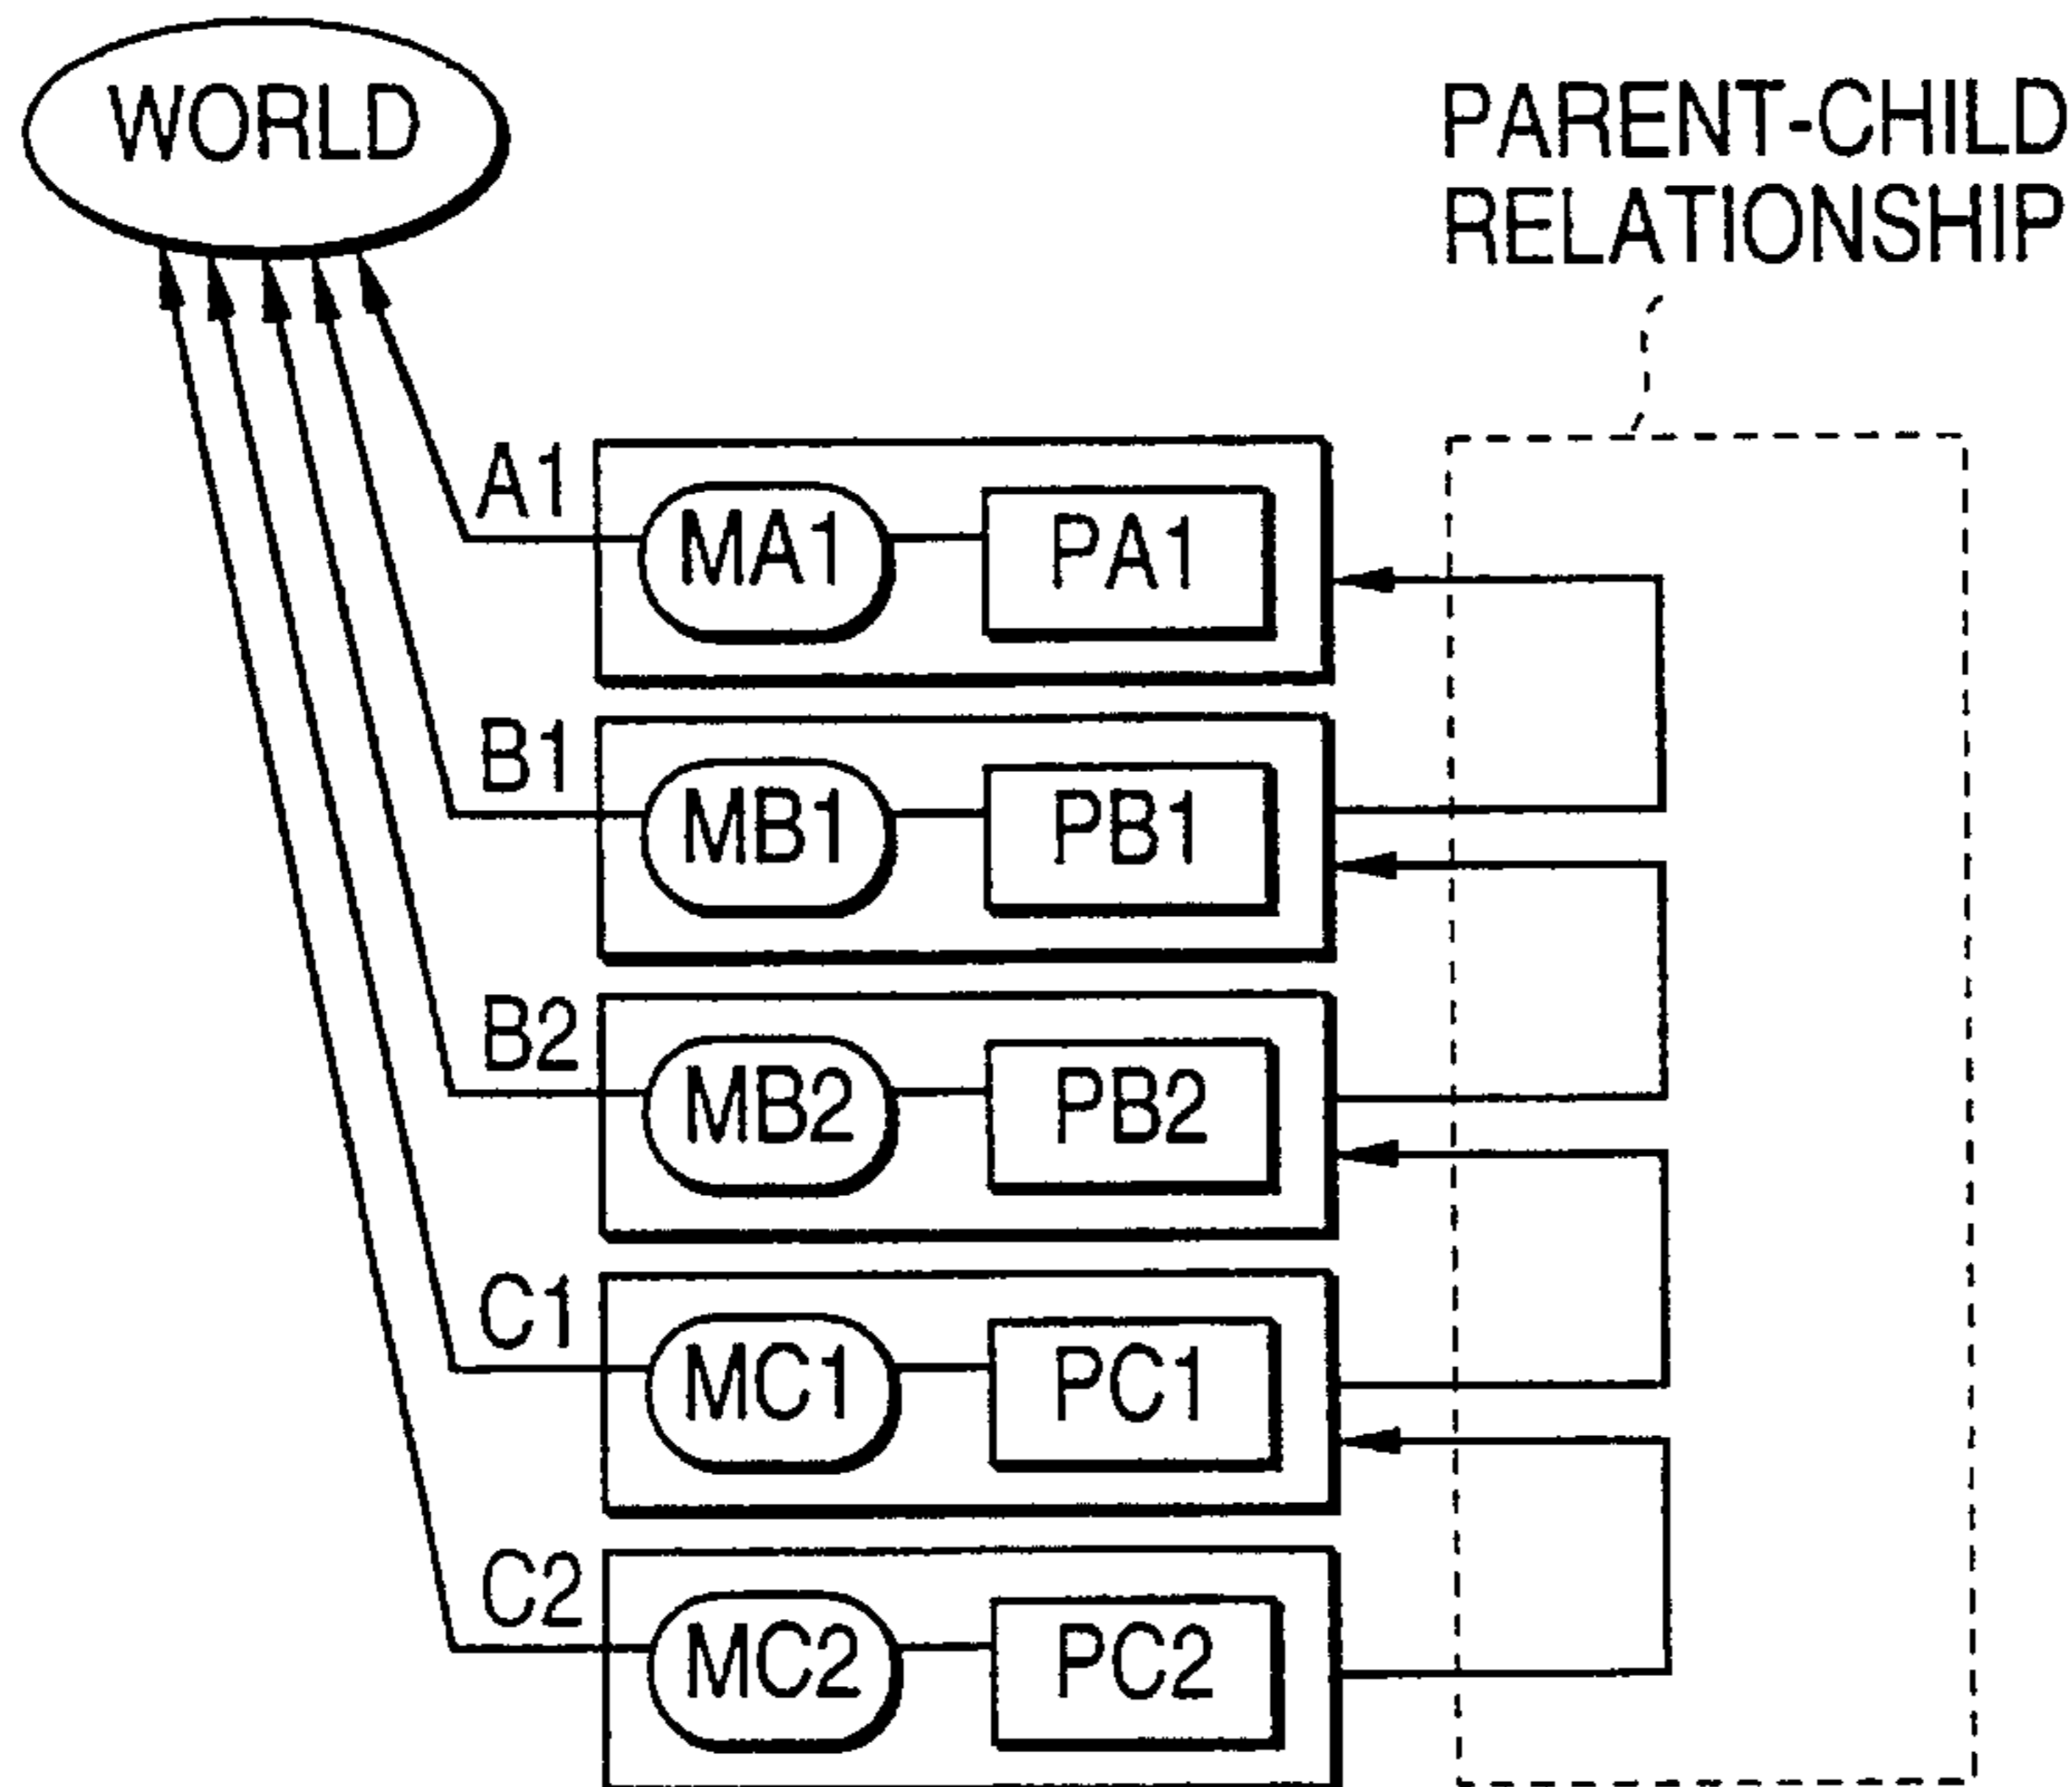 WORLD
PARENT-CHILD
RELATIONSHIP
A1
MA1
PA1
B1
MB1
PB1
B2
MB2
PB2
C1
MC1
PC1
C2
MC2
PC2